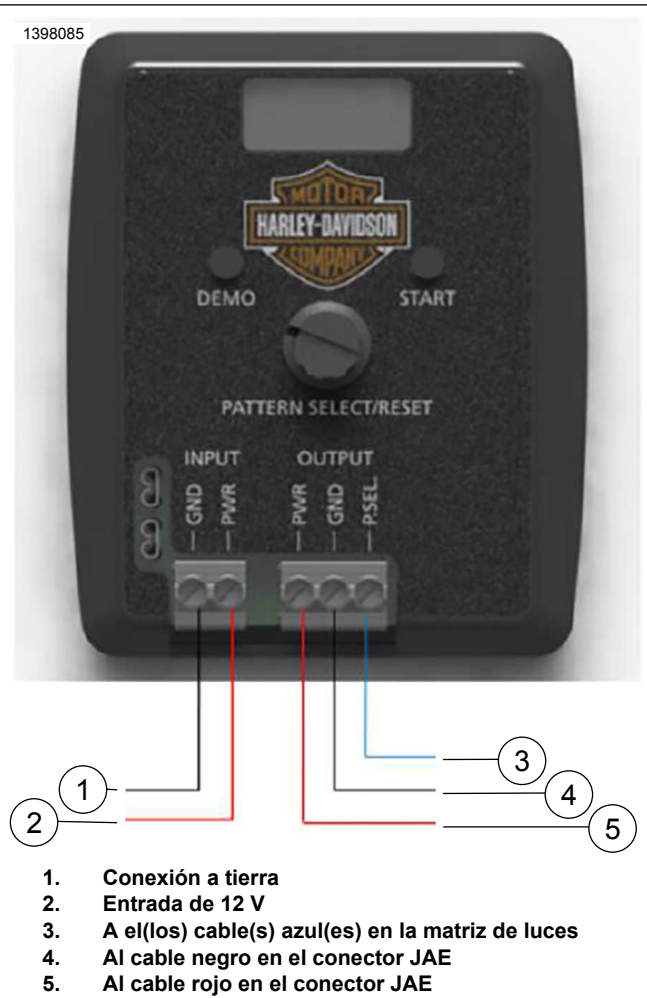 1398085
MOTOR
HARLEY-DAVIDSON
COMPANY
DEMO
START
PATTERN SELECT/RESET
INPUT
OUTPUT
GND
PWR
PWR
GND
P.SEL.
1
2
3
4
5
1. Conexión a tierra
2. Entrada de 12 V
3. A el(los) cable(s) azul(es) en la matriz de luces
4. Al cable negro en el conector JAE
5. Al cable rojo en el conector JAE